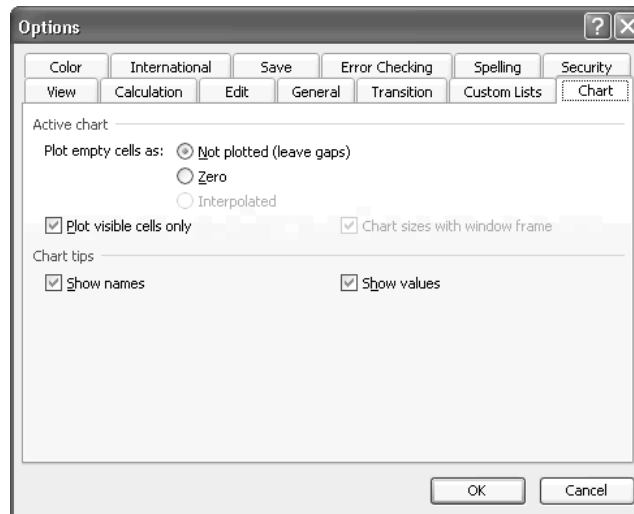 Options
Color International Save Error Checking Spelling Security
View Calculation Edit General Transition Custom Lists Chart
Active chart
Plot empty cells as: Not plotted (leave gaps)
Zero
Interpolated
Plot visible cells only Chart sizes with window frame
Chart tips
Show names Show values
OK Cancel